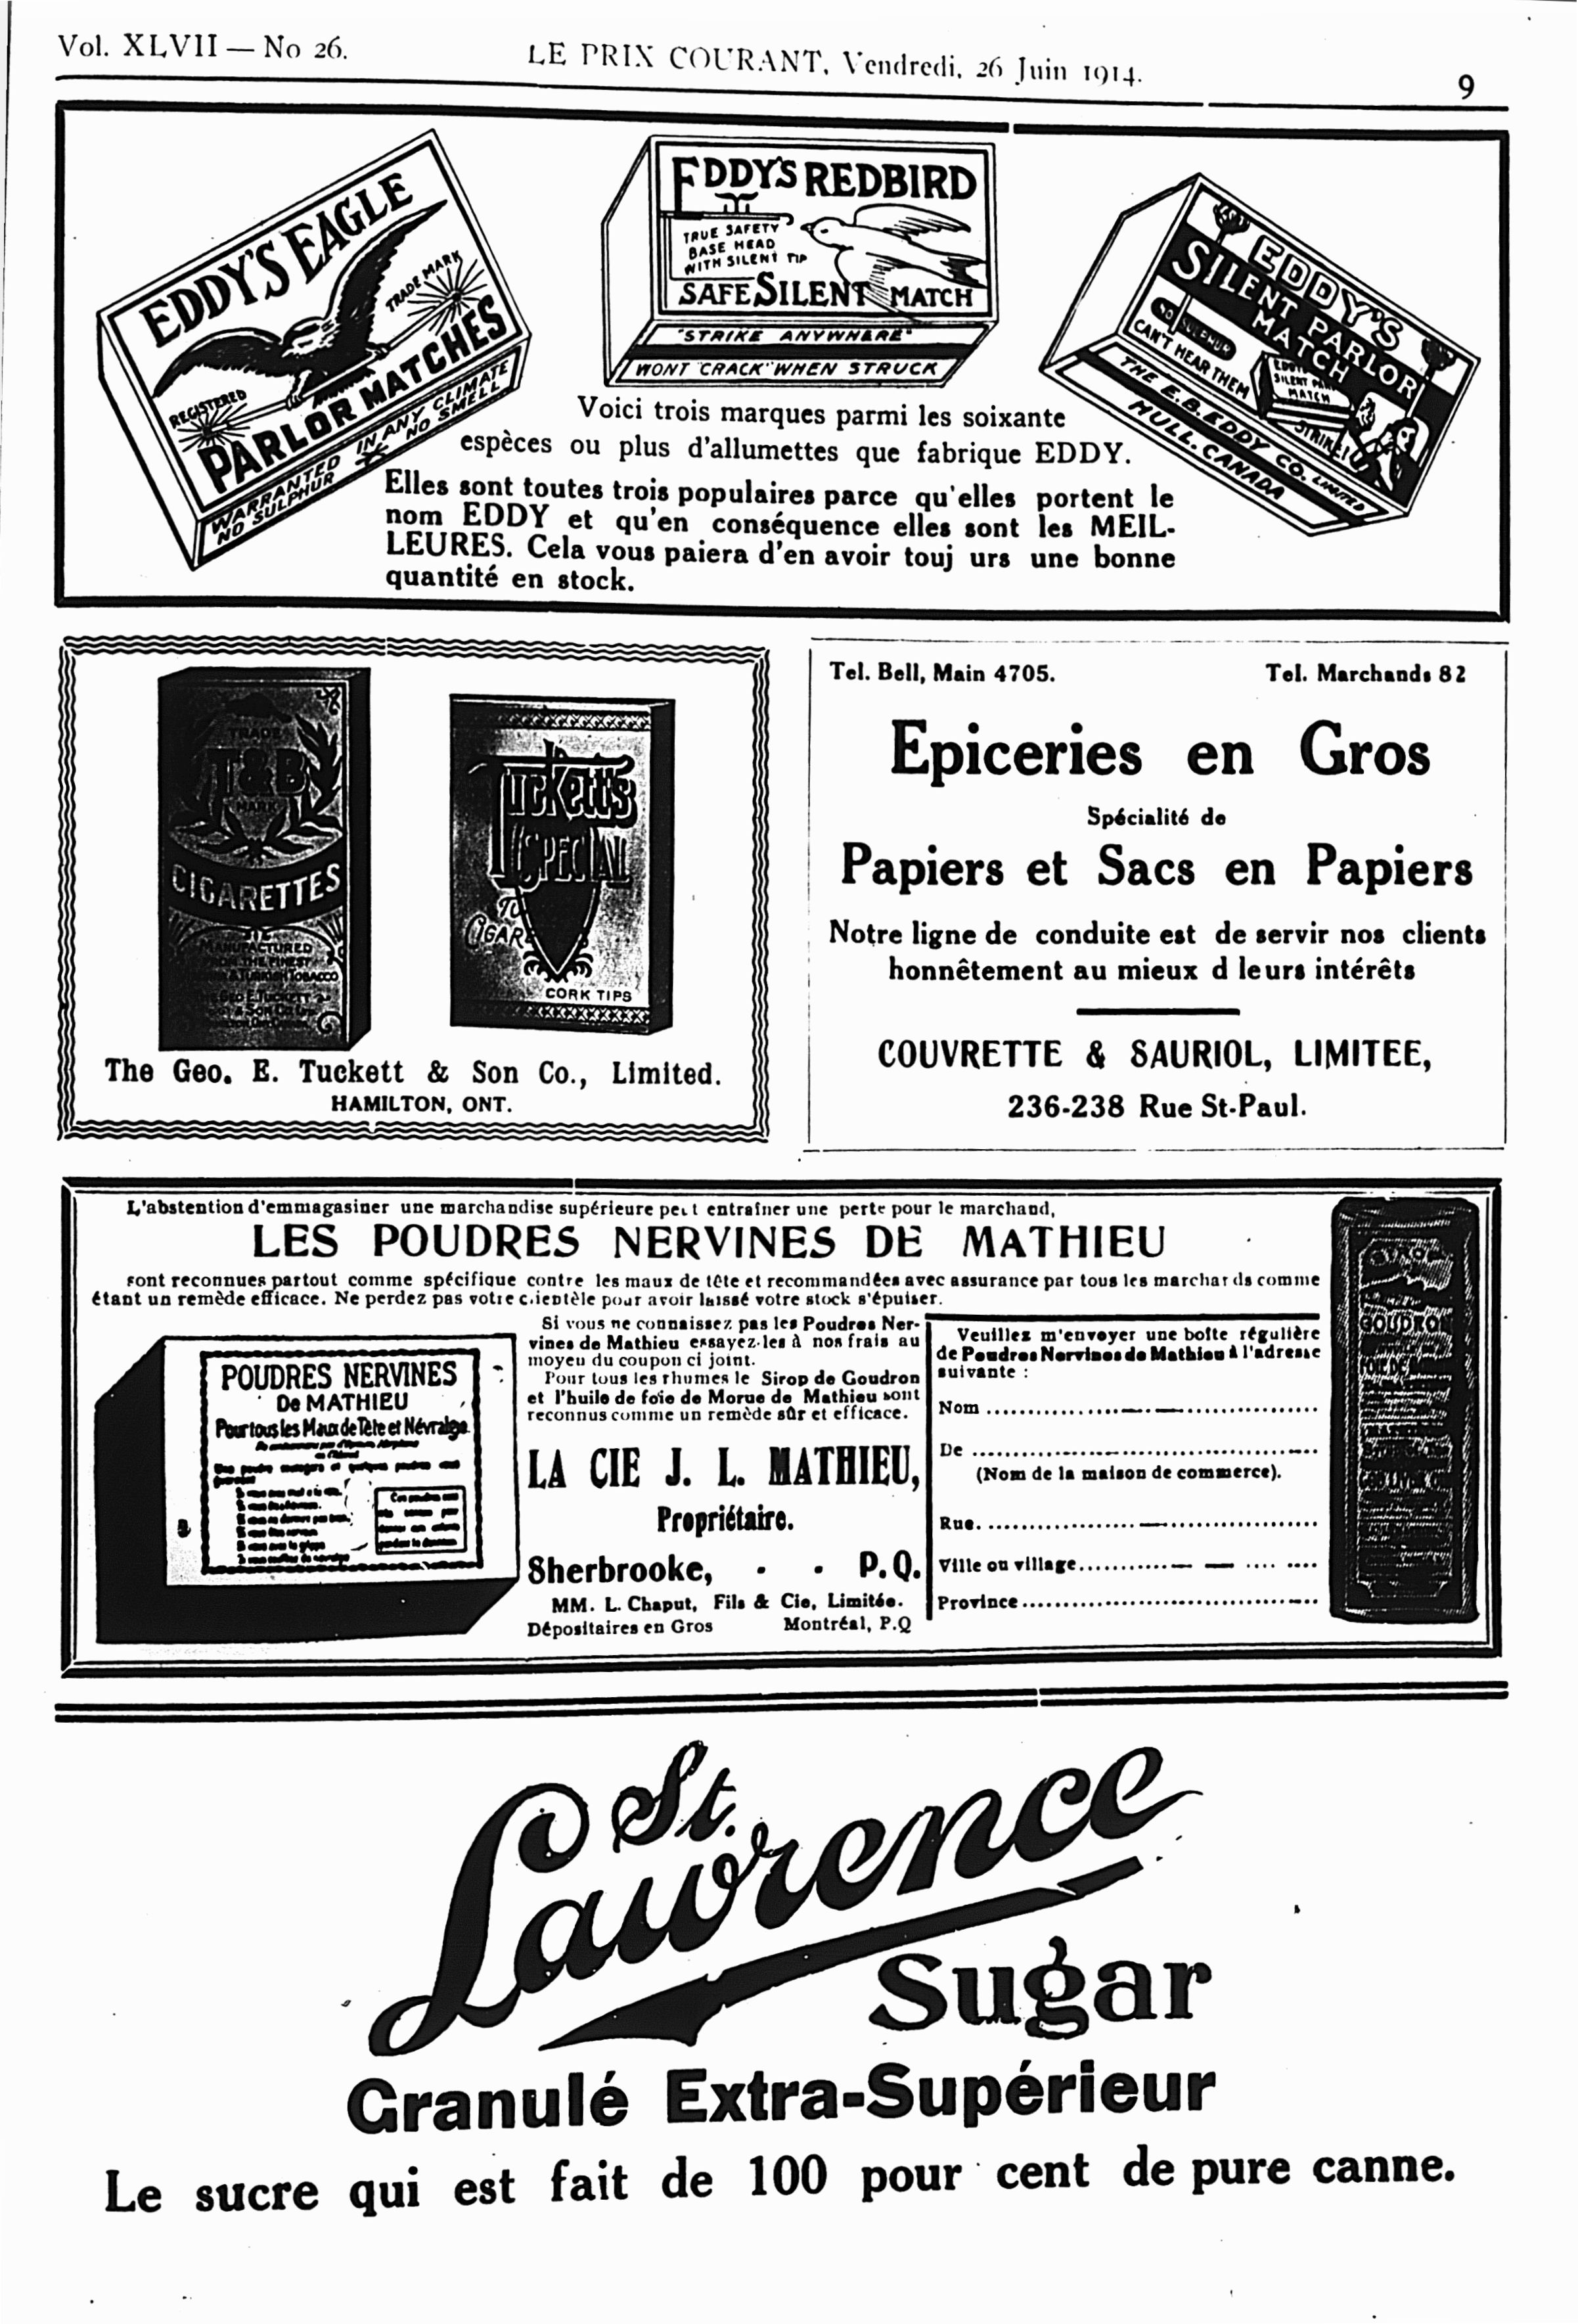 Vol. XLVII — No 26.
LE PRIX COURANT, Vendredi, 26 Juin 1914.
9
EDDY'S EAGLE
TRADE MARK
REGISTERED
PARLOR MATCHES
WARRANTED IN ANY CLIMATE
NO SULPHUR NO SMELL
EDDY'S REDBIRD
TRUE SAFETY
BASE HEAD
WITH SILENT TIP
SAFE SILENT MATCH
"STRIKE ANYWHERE"
WONT "CRACK" WHEN STRUCK
EDDY'S
SILENT PARLOR
MATCH
NO SULPHUR
CAN'T HEAR THEM
STRIKE!
THE E.B. EDDY CO. LIMITED
HULL. CANADA
Voici trois marques parmi les soixante
espèces ou plus d'allumettes que fabrique EDDY.
Elles sont toutes trois populaires parce qu'elles portent le
nom EDDY et qu'en conséquence elles sont les MEIL-
LEURES. Cela vous paiera d'en avoir touj urs une bonne
quantité en stock.
TRADE
T&B
MARK
CIGARETTES
MANUFACTURED
FROM THE FINEST
& TURKISH TOBACCO
THE GEO. E. TUCKETT
& SON CO.
TUCKETT'S
SPECIAL
CORK TIPS
The Geo. E. Tuckett & Son Co., Limited.
HAMILTON, ONT.
Tel. Bell, Main 4705. Tel. Marchands 82
Epiceries en Gros
Spécialité de
Papiers et Sacs en Papiers
Notre ligne de conduite est de servir nos clients
honnêtement au mieux d leurs intérêts
COUVRETTE & SAURIOL, LIMITEE,
236-238 Rue St-Paul.
L'abstention d'emmagasiner une marchandise supérieure peut entraîner une perte pour le marchand,
LES POUDRES NERVINES DE MATHIEU
sont reconnues partout comme spécifique contre les maux de tête et recommandées avec assurance par tous les marchands comme
étant un remède efficace. Ne perdez pas votre clientèle pour avoir laissé votre stock s'épuiser.
POUDRES NERVINES
De MATHIEU
Pour tous les Maux de Tête et Névralgie
Si vous ne connaissez pas les Poudres Ner-
vines de Mathieu essayez-les à nos frais au
moyen du coupon ci joint.
Pour tous les rhumes le Sirop de Goudron
et l'huile de foie de Morue de Mathieu sont
reconnus comme un remède sûr et efficace.
LA CIE J. L. MATHIEU,
Propriétaire.
Sherbrooke, - - P.Q.
MM. L. Chaput, Fils & Cie, Limitée.
Dépositaires en Gros Montréal, P.Q
Veuillez m'envoyer une boîte régulière
de Poudres Nervines de Mathieu à l'adresse
suivante :
Nom
De
(Nom de la maison de commerce).
Rue.
Ville ou village
Province
GOUDRON
St.
Lawrence
Sugar
Granulé Extra-Supérieur
Le sucre qui est fait de 100 pour cent de pure canne.